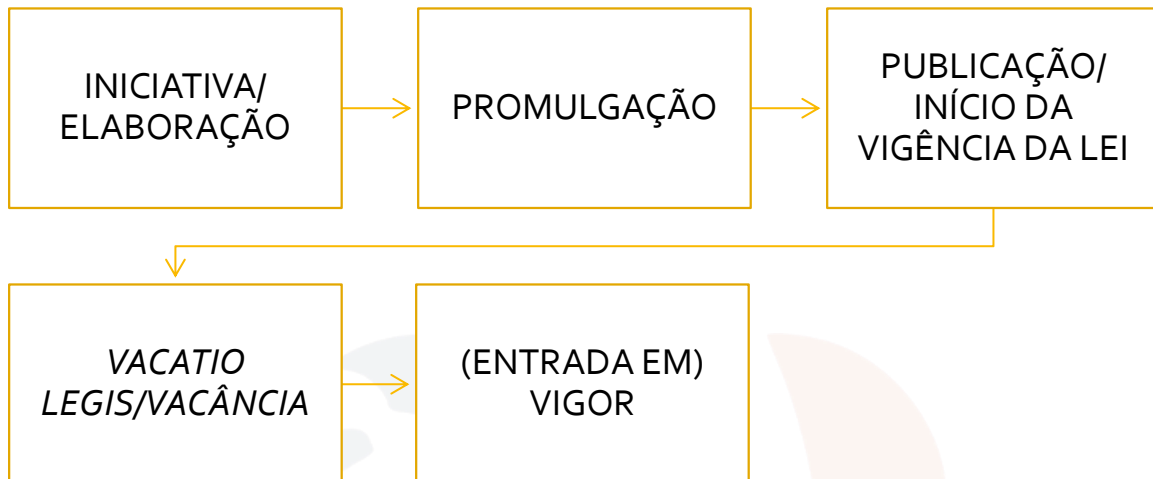 INICIATIVA/
ELABORAÇÃO
PROMULGAÇÃO
PUBLICAÇÃO/
INÍCIO DA
VIGÊNCIA DA LEI
VACATIO
LEGIS/VACÂNCIA
(ENTRADA EM)
VIGOR